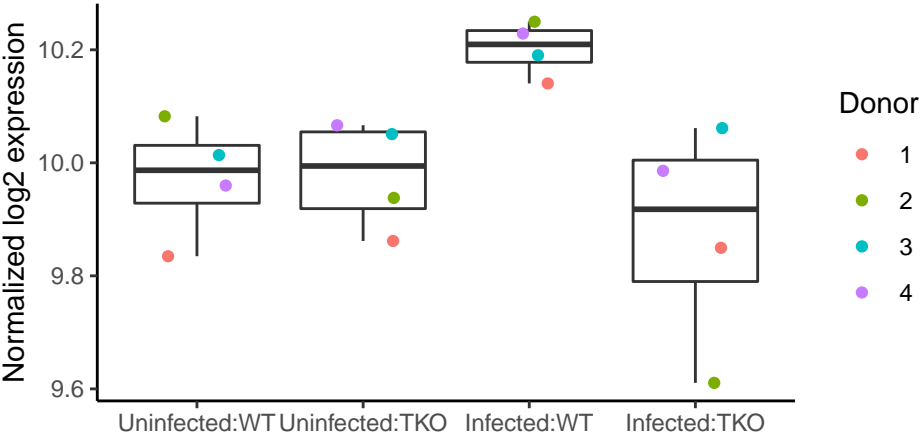 Normalized log2 expression
10.2
10.0
9.8
9.6
Uninfected:WT Uninfected:TKO Infected:WT Infected:TKO
Donor
1
2
3
4